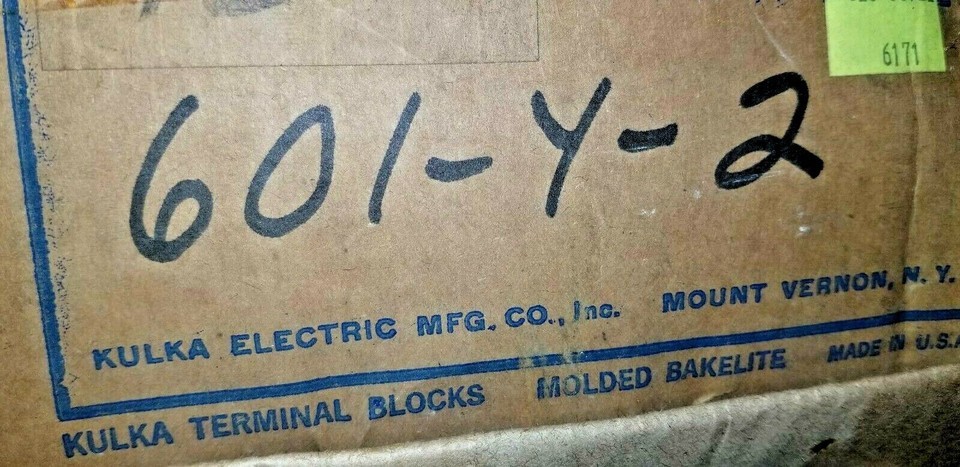 6171
601-Y-2
KULKA ELECTRIC MFG. CO., Inc. MOUNT VERNON, N. Y.
KULKA TERMINAL BLOCKS MOLDED BAKELITE MADE IN U.S.A